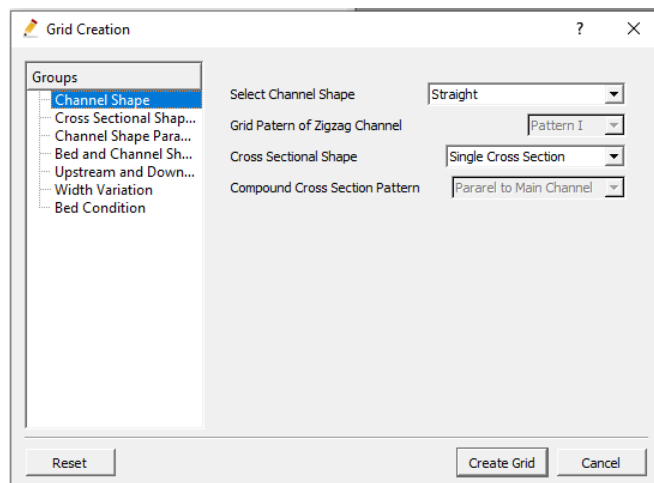 Grid Creation
?
Groups
Channel Shape
Cross Sectional Shap...
Channel Shape Para...
Bed and Channel Sh...
Upstream and Down...
Width Variation
Bed Condition
Select Channel Shape Straight
Grid Patern of Zigzag Channel Pattern I
Cross Sectional Shape Single Cross Section
Compound Cross Section Pattern Pararel to Main Channel
Reset Create Grid Cancel